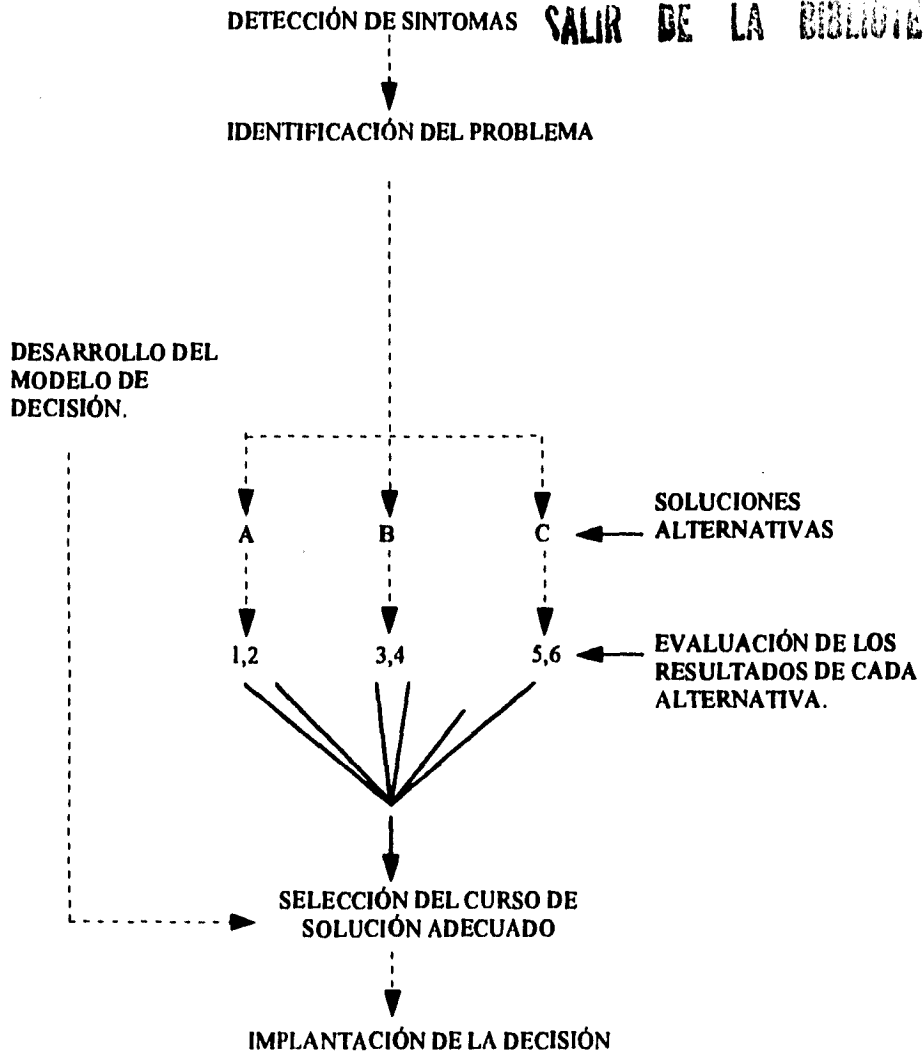 DETECCIÓN DE SINTOMAS
SALIR DE LA
IDENTIFICACIÓN DEL PROBLEMA
DESARROLLO DEL
MODELO DE
DECISIÓN.
A B C
SOLUCIONES
ALTERNATIVAS
1,2 3,4 5,6
EVALUACIÓN DE LOS
RESULTADOS DE CADA
ALTERNATIVA.
SELECCIÓN DEL CURSO DE
SOLUCIÓN ADECUADO
IMPLANTACIÓN DE LA DECISIÓN